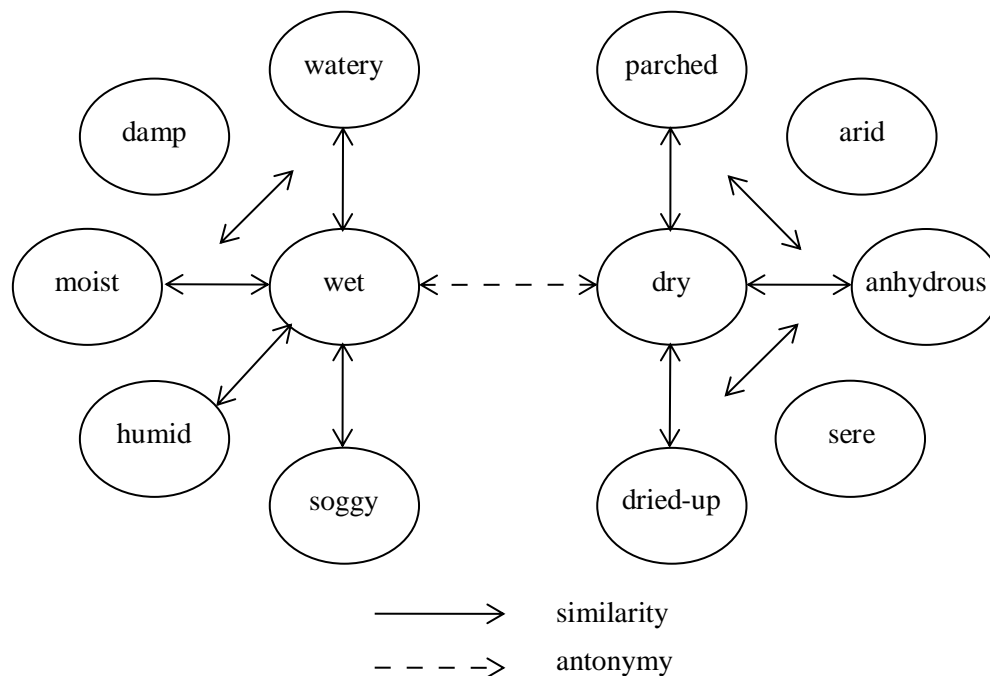 watery
parched
damp
arid
moist
wet
dry
anhydrous
humid
sere
soggy
dried-up
similarity
antonymy